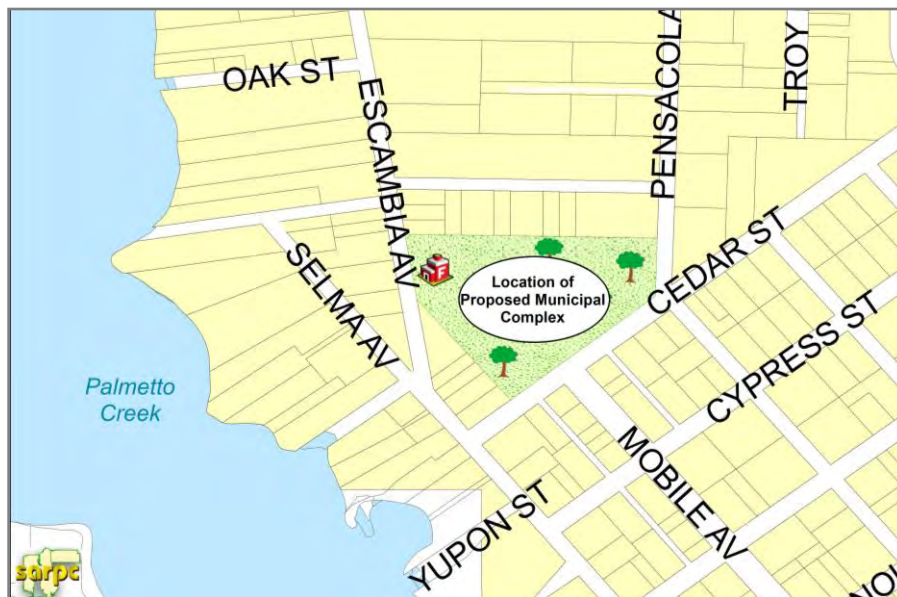 OAK ST
ESCAMBIA AV
PENSACOLA
TROY
SELMA AV
F
Location of
Proposed Municipal
Complex
CEDAR ST
CYPRESS ST
Palmetto
Creek
MOBILE AV
YUPON ST
sarpc